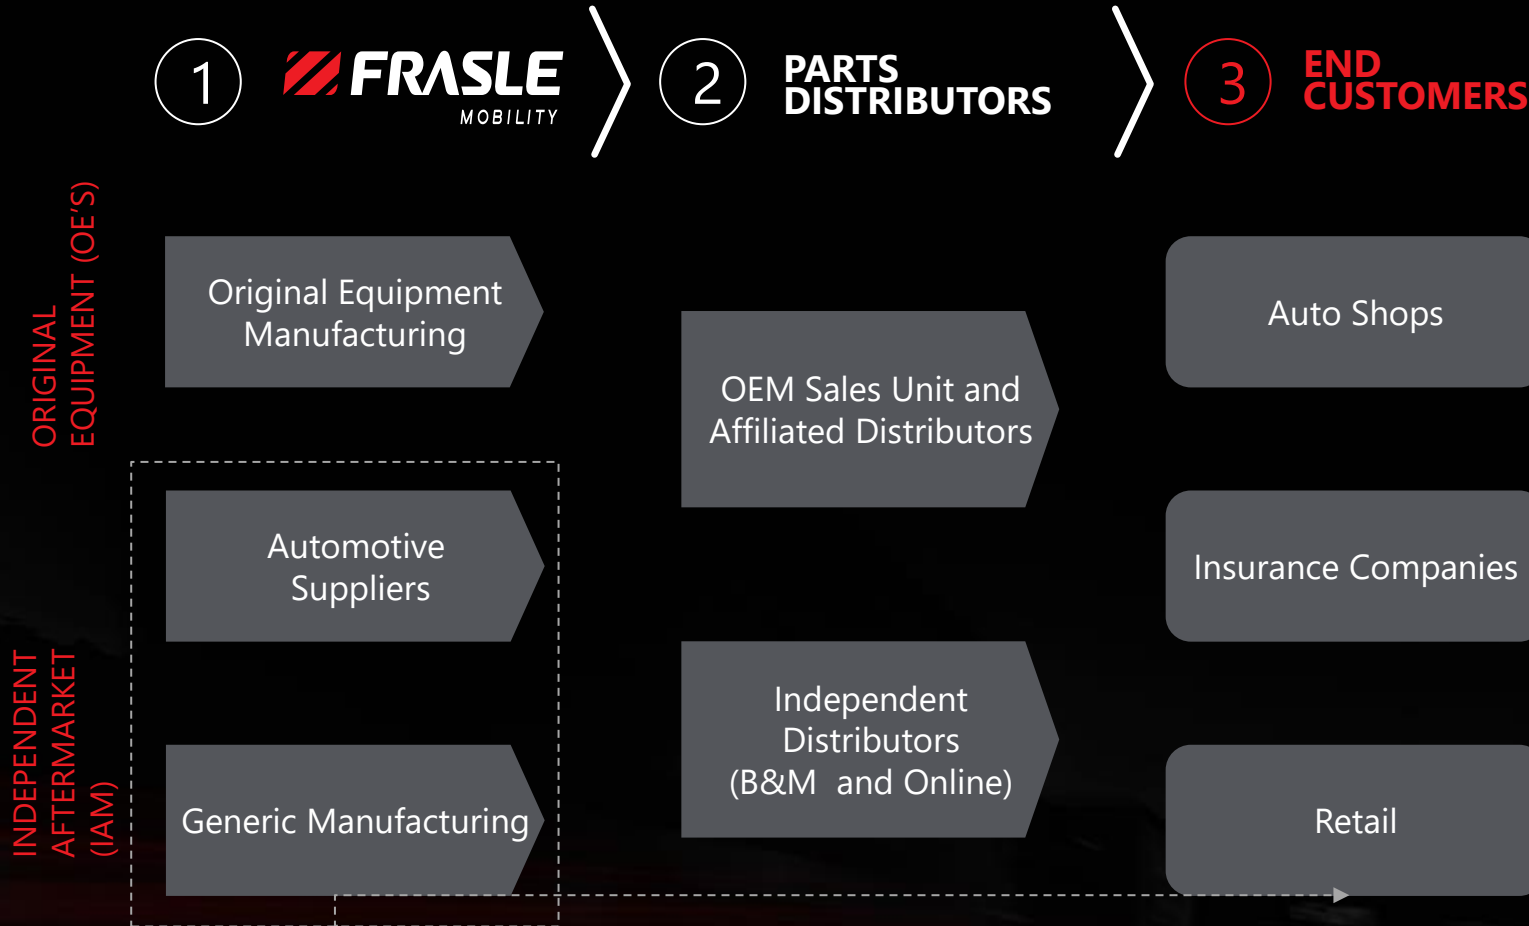 1
FRASLE
MOBILITY
2
PARTS
DISTRIBUTORS
3
END
CUSTOMERS
ORIGINAL
EQUIPMENT (OE'S)
Original Equipment
Manufacturing
OEM Sales Unit and
Affiliated Distributors
Auto Shops
INDEPENDENT
AFTERMARKET
(IAM)
Automotive
Suppliers
Generic Manufacturing
Independent
Distributors
(B&M  and Online)
Insurance Companies
Retail